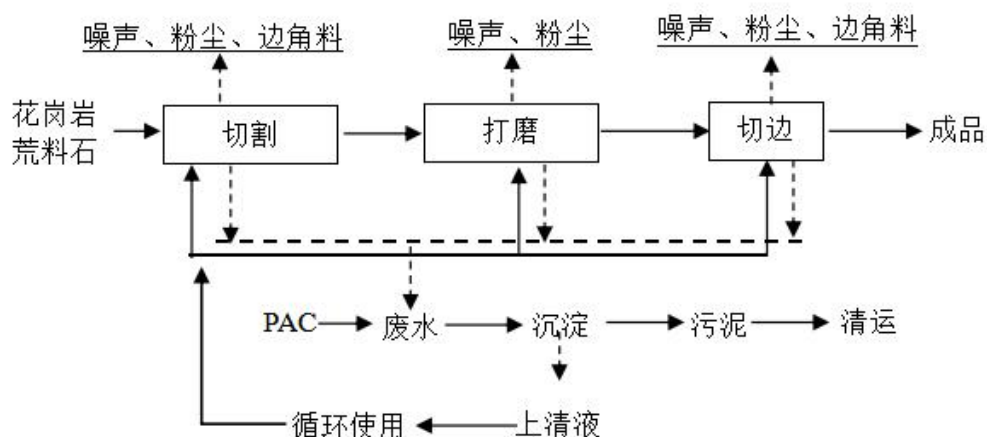 噪声、粉尘、边角料
噪声、粉尘
噪声、粉尘、边角料
花岗岩
荒料石
切割
打磨
切边
成品
PAC
废水
沉淀
污泥
清运
循环使用
上清液